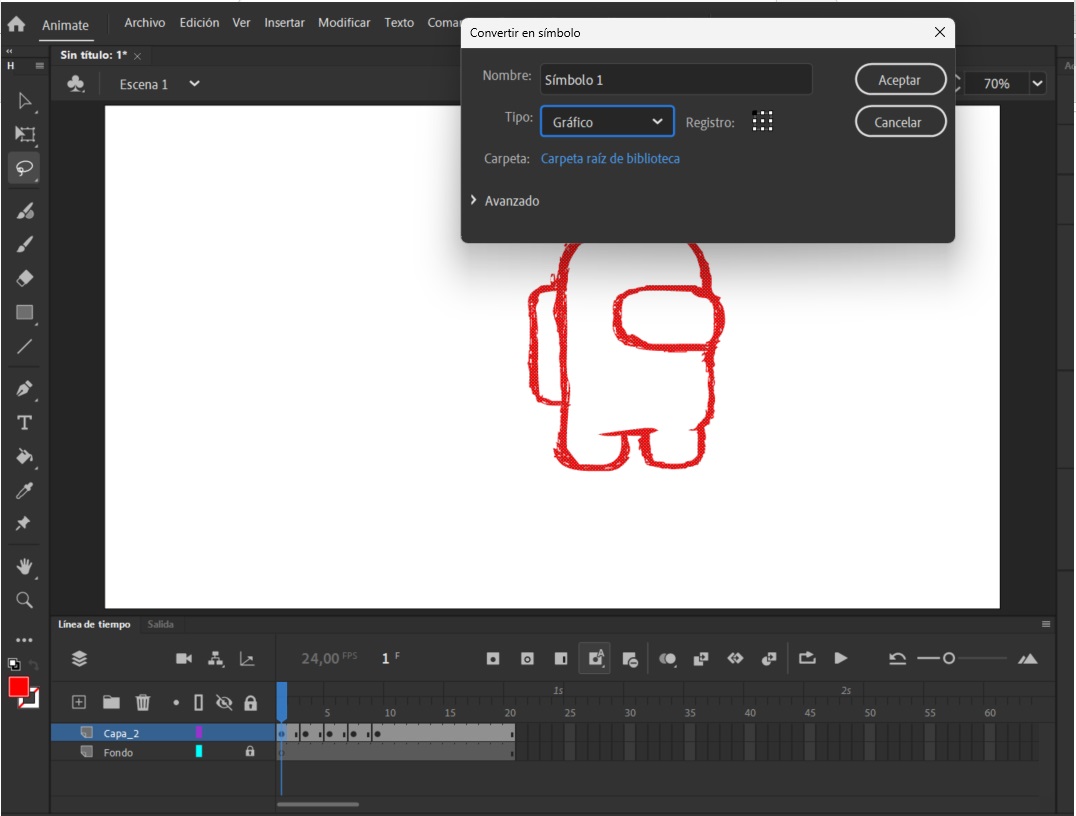 Animate
Archivo Edición Ver Insertar Modificar Texto
Convertir en símbolo
Nombre: Símbolo 1
Aceptar
Tipo: Gráfico
Registro:
Cancelar
Carpeta: Carpeta raíz de biblioteca
Avanzado
Sin título: 1*
H
Escena 1
70%
T
Línea de tiempo Salida
24,00 FPS 1 F
1s 2s
5 10 15 20 25 30 35 40 45 50 55 60
Capa_2
Fondo